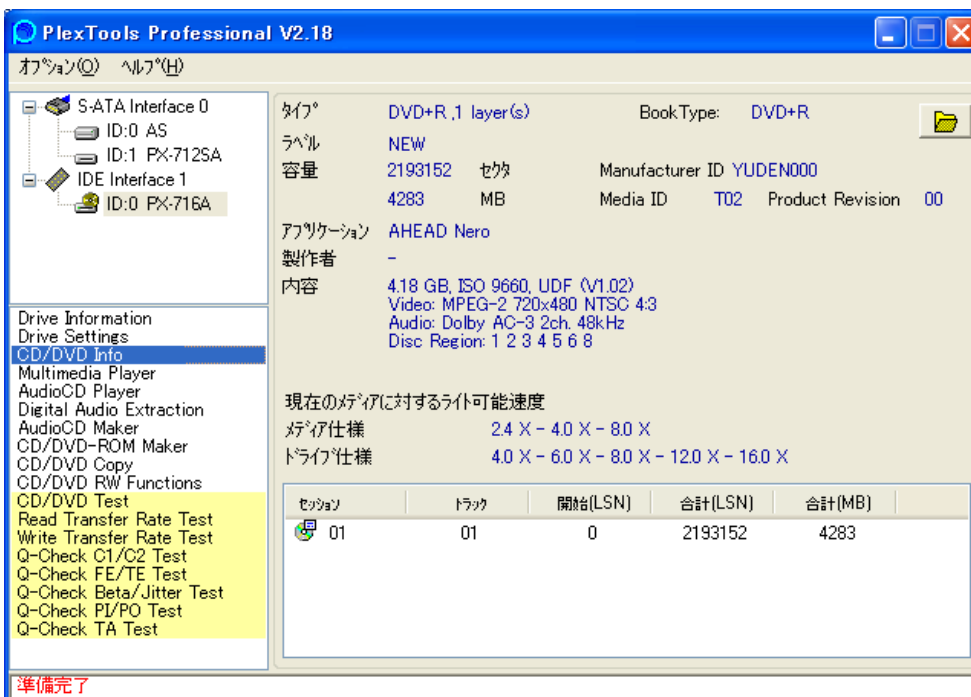 PlexTools Professional V2.18
ｵﾌﾟｼｮﾝ(O) ﾍﾙﾌﾟ(H)
S-ATA Interface 0
ID:0 AS
ID:1 PX-712SA
IDE Interface 1
ID:0 PX-716A
Drive Information
Drive Settings
CD/DVD Info
Multimedia Player
AudioCD Player
Digital Audio Extraction
AudioCD Maker
CD/DVD-ROM Maker
CD/DVD Copy
CD/DVD RW Functions
CD/DVD Test
Read Transfer Rate Test
Write Transfer Rate Test
Q-Check C1/C2 Test
Q-Check FE/TE Test
Q-Check Beta/Jitter Test
Q-Check PI/PO Test
Q-Check TA Test
ﾀｲﾌﾟ DVD+R ,1 layer(s) BookType: DVD+R
ﾗﾍﾞﾙ NEW
容量 2193152 ｾｸﾀ Manufacturer ID YUDEN000
4283 MB Media ID T02 Product Revision 00
ｱﾌﾟﾘｹｰｼｮﾝ AHEAD Nero
製作者 -
内容 4.18 GB, ISO 9660, UDF (V1.02)
Video: MPEG-2 720x480 NTSC 4:3
Audio: Dolby AC-3 2ch. 48kHz
Disc Region: 1 2 3 4 5 6 8
現在のﾒﾃﾞｨｱに対するﾗｲﾄ可能速度
ﾒﾃﾞｨｱ仕様 2.4 X - 4.0 X - 8.0 X
ﾄﾞﾗｲﾌﾞ仕様 4.0 X - 6.0 X - 8.0 X - 12.0 X - 16.0 X
ｾｯｼｮﾝ ﾄﾗｯｸ 開始(LSN) 合計(LSN) 合計(MB)
01 01 0 2193152 4283
準備完了